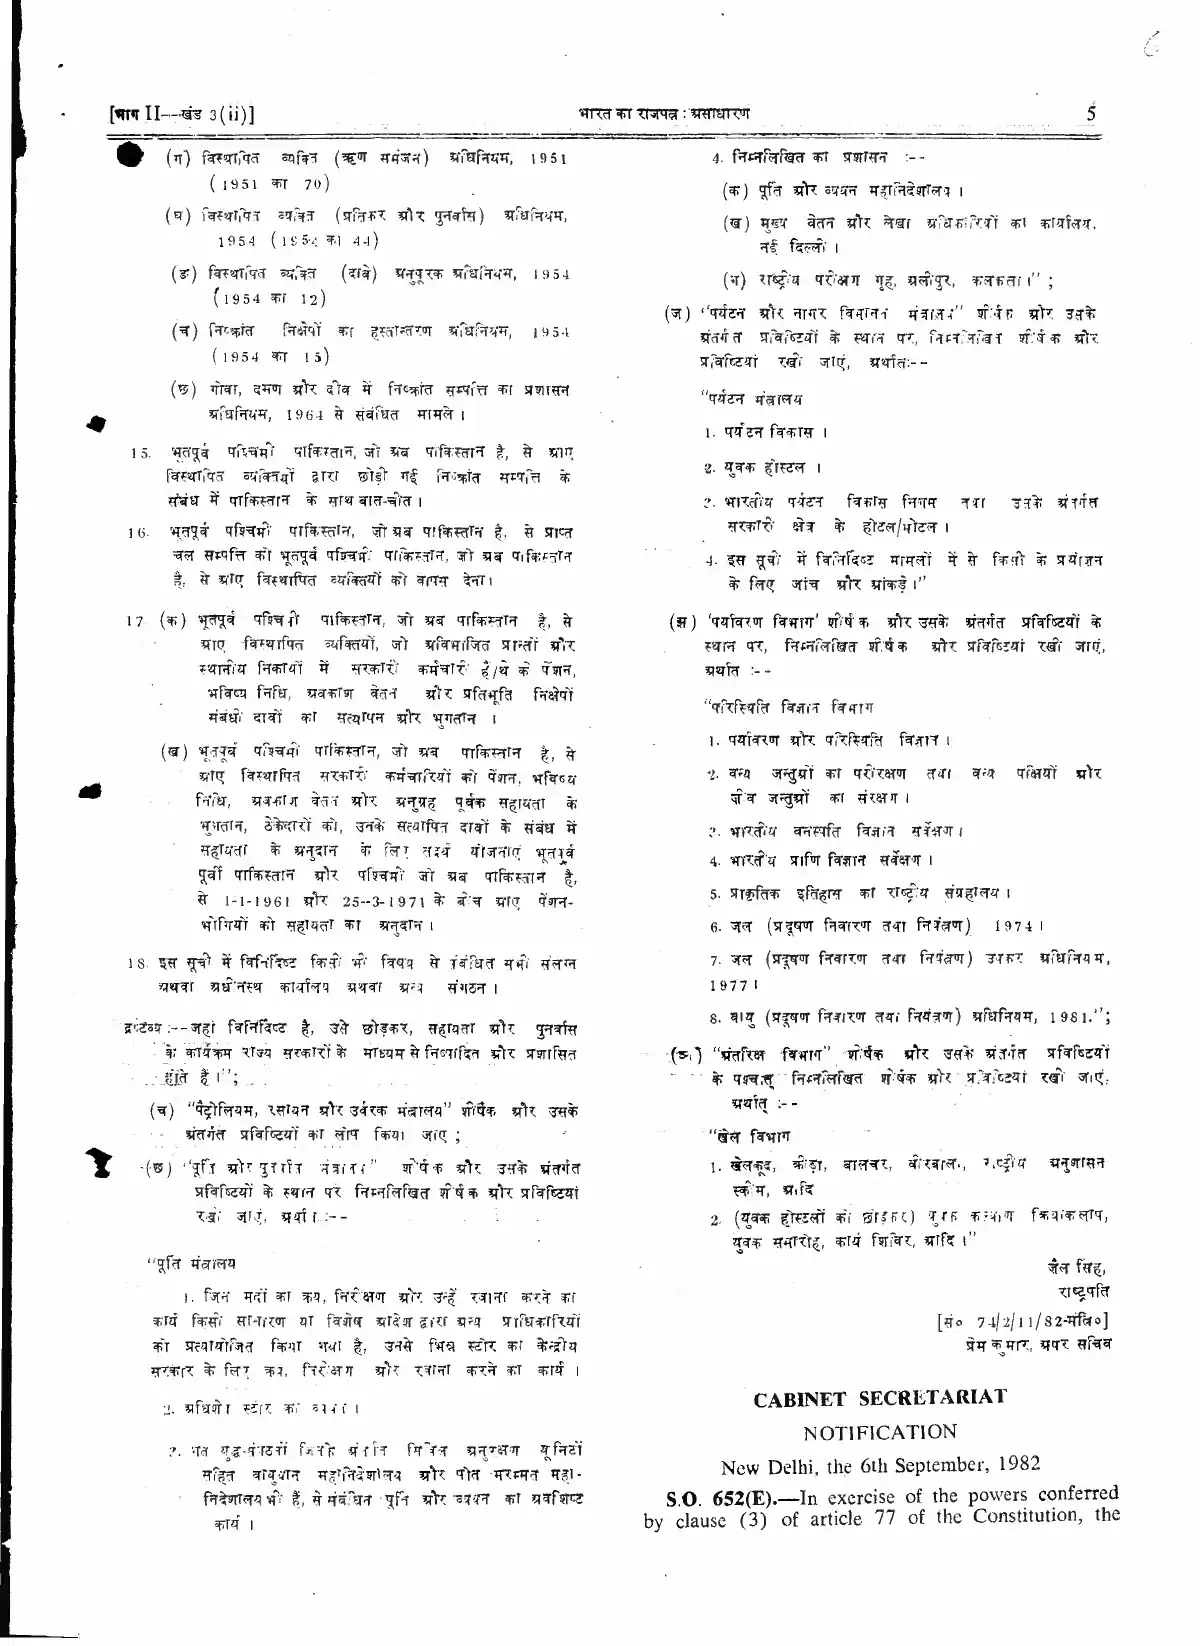 [भाग II—खंड 3(ii)]
भारत का राजपत्र : असाधारण
5
(ग) विस्थापित व्यक्ति (ऋण समंजन) अधिनियम, 1951
(1951 का 70)
(घ) विस्थापित व्यक्ति (प्रतिकर और पुनर्वास) अधिनियम,
1954 (1954 का 44)
(ङ) विस्थापित व्यक्ति (दावे) अनुपूरक अधिनियम, 1954
(1954 का 12)
(च) निष्क्रांत निक्षेपों का हस्तान्तरण अधिनियम, 1954
(1954 का 15)
(छ) गोवा, दमण और दीव में निष्क्रांत सम्पत्ति का प्रशासन
अधिनियम, 1964 से संबंधित मामले ।
15. भूतपूर्व पश्चिमी पाकिस्तान, जो अब पाकिस्तान है, से आए
विस्थापित व्यक्तियों द्वारा छोड़ी गई निष्क्रांत सम्पत्ति के
संबंध में पाकिस्तान के साथ बात-चीत ।
16. भूतपूर्व पश्चिमी पाकिस्तान, जो अब पाकिस्तान है, से प्राप्त
चल सम्पत्ति को भूतपूर्व पश्चिमी पाकिस्तान, जो अब पाकिस्तान
है, से आए विस्थापित व्यक्तियों को वापस देना।
17 (क) भूतपूर्व पश्चिमी पाकिस्तान, जो अब पाकिस्तान है, से
आए विस्थापित व्यक्तियों, जो अविभाजित प्रान्तों और
स्थानीय निकायों में सरकारी कर्मचारी हैं/थे के पेंशन,
भविष्य निधि, अवकाश वेतन और प्रतिभूति निक्षेपों
संबंधी दावों का सत्यापन और भुगतान ।
(ख) भूतपूर्व पश्चिमी पाकिस्तान, जो अब पाकिस्तान है, से
आए विस्थापित सरकारी कर्मचारियों को पेंशन, भविष्य
निधि, अवकाश वेतन और अनुग्रह पूर्वक सहायता के
भुगतान, ठेकेदारों को, उनके सत्यापित दावों के संबंध में
सहायता के अनुदान के लिए तदर्थ योजनाएं भूतपूर्व
पूर्वी पाकिस्तान और पश्चिमी जो अब पाकिस्तान है,
से 1-1-1961 और 25--3-1971 के बीच आए पेंशन-
भोगियों को सहायता का अनुदान ।
18. इस सूची में विनिर्दिष्ट किसी भी विषय से संबंधित सभी संलग्न
अथवा अधीनस्थ कार्यालय अथवा अन्य संगठन ।
द्रष्टव्य :--जहां विनिर्दिष्ट है, उसे छोड़कर, सहायता और पुनर्वास
के कार्यक्रम राज्य सरकारों के माध्यम से निष्पादित और प्रशासित
होते हैं ।";
(च) "पैट्रोलियम, रसायन और उर्वरक मंत्रालय" शीर्षक और उसके
अंतर्गत प्रविष्टियों का लोप किया जाए ;
(छ) "पूर्ति और पुनर्वास मंत्रालय" शीर्षक और उसके अंतर्गत
प्रविष्टियों के स्थान पर निम्नलिखित शीर्षक और प्रविष्टियां
रखी जाएं, अर्थात :--
"पूर्ति मंत्रालय
1. जिन मदों का क्रय, निरीक्षण और उन्हें रवाना करने का
कार्य किसी साधारण या विशेष आदेश द्वारा अन्य प्राधिकारियों
को प्रत्यायोजित किया गया है, उनसे भिन्न स्टोर का केन्द्रीय
सरकार के लिए क्रय, निरीक्षण और रवाना करने का कार्य ।
2. अधिशेष स्टोर का व्ययन ।
3. गत युद्ध-संगठनों जिनके अंतर्गत अनुरक्षण यूनिटों
सहित वायुयान महानिदेशालय और पोत मरम्मत महा-
निदेशालय भी हैं, से संबंधित पूर्ति और व्ययन का अवशिष्ट
कार्य ।
4. निम्नलिखित का प्रशासन :--
(क) पूर्ति और व्ययन महानिदेशालय ।
(ख) मुख्य वेतन और लेखा अधिकारियों का कार्यालय,
नई दिल्ली ।
(ग) राष्ट्रीय परीक्षण गृह, अलीपुर, कलकत्ता।" ;
(ज) "पर्यटन और नागर विमानन मंत्रालय" शीर्षक और उसके
अंतर्गत प्रविष्टियों के स्थान पर, निम्नलिखित शीर्षक और
प्रविष्टियां रखी जाएं, अर्थात:--
"पर्यटन मंत्रालय
1. पर्यटन विकास ।
2. युवक होस्टल ।
3. भारतीय पर्यटन विकास निगम तथा उसके अंतर्गत
सरकारी क्षेत्र के होटल/मोटल ।
4. इस सूची में विनिर्दिष्ट मामलों में से किसी के प्रयोजन
के लिए जांच और आंकड़े ।"
(झ) 'पर्यावरण विभाग' शीर्षक और उसके अंतर्गत प्रविष्टियों के
स्थान पर, निम्नलिखित शीर्षक और प्रविष्टियां रखी जाएं,
अर्थात :--
"परिस्थिति विज्ञान विभाग
1. पर्यावरण और परिस्थिति विज्ञान ।
2. वन्य जन्तुओं का परीरक्षण तथा वन्य पक्षियों और
जीव जन्तुओं का संरक्षण ।
3. भारतीय वनस्पति विज्ञान सर्वेक्षण ।
4. भारतीय प्राणि विज्ञान सर्वेक्षण ।
5. प्राकृतिक इतिहास का राष्ट्रीय संग्रहालय ।
6. जल (प्रदूषण निवारण तथा नियंत्रण) 1974 ।
7. जल (प्रदूषण निवारण तथा नियंत्रण) उपकर अधिनियम,
1977 ।
8. वायु (प्रदूषण निवारण तथा नियंत्रण) अधिनियम, 1981.";
(ञ) "अंतरिक्ष विभाग" शीर्षक और उसके अंतर्गत प्रविष्टियों
के पश्चात् निम्नलिखित शीर्षक और प्रविष्टियां रखी जाएं,
अर्थात् :--
"खेल विभाग
1. खेलकूद, क्रीड़ा, बालचर, वीरबाला, राष्ट्रीय अनुशासन
स्कीम, आदि
2. (युवक होस्टलों को छोड़कर) युवक कल्याण क्रियाकलाप,
युवक समारोह, कार्य शिविर, आदि ।"
जैल सिंह,
राष्ट्रपति
[सं० 74/2/11/82-मंत्रि०]
प्रेम कुमार, अपर सचिव
CABINET SECRETARIAT
NOTIFICATION
New Delhi, the 6th September, 1982
S.O. 652(E).—In exercise of the powers conferred
by clause (3) of article 77 of the Constitution, the